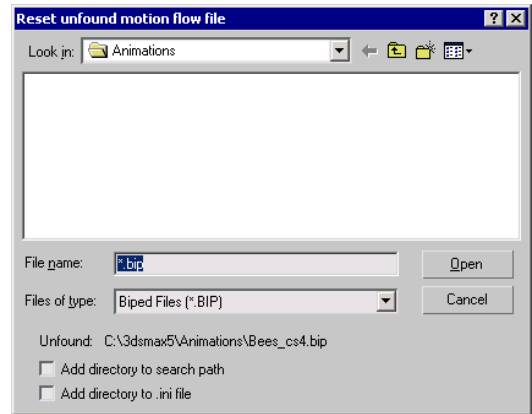 Reset unfound motion flow file
Look in: Animations
File name: *.bip
Open
Files of type: Biped Files (*.BIP)
Cancel
Unfound: C:\3dsmax5\Animations\Bees_cs4.bip
Add directory to search path
Add directory to .ini file